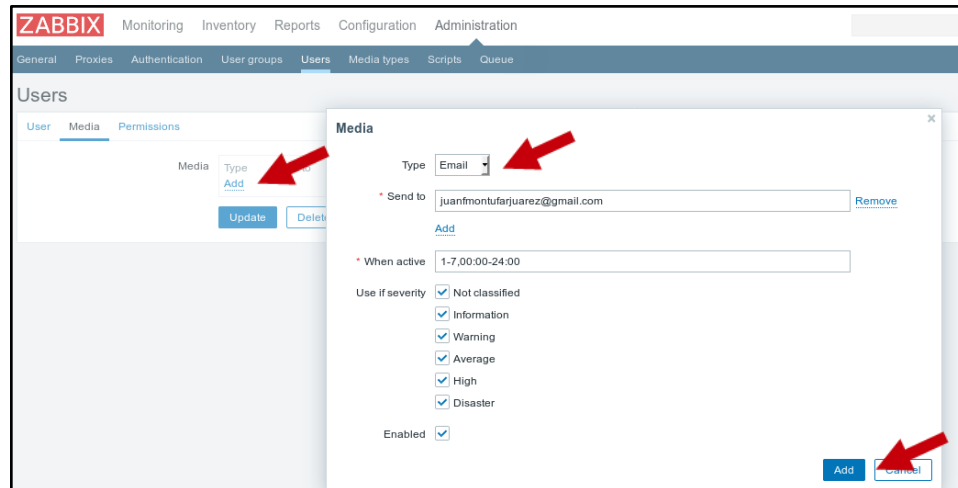 ZABBIX Monitoring Inventory Reports Configuration Administration
General Proxies Authentication User groups Users Media types Scripts Queue
Users
User Media Permissions
Media Type
Add
Update Delete
Media
Type Email
* Send to juanfmontufarjuarez@gmail.com Remove
Add
* When active 1-7,00:00-24:00
Use if severity Not classified
Information
Warning
Average
High
Disaster
Enabled
Add Cancel